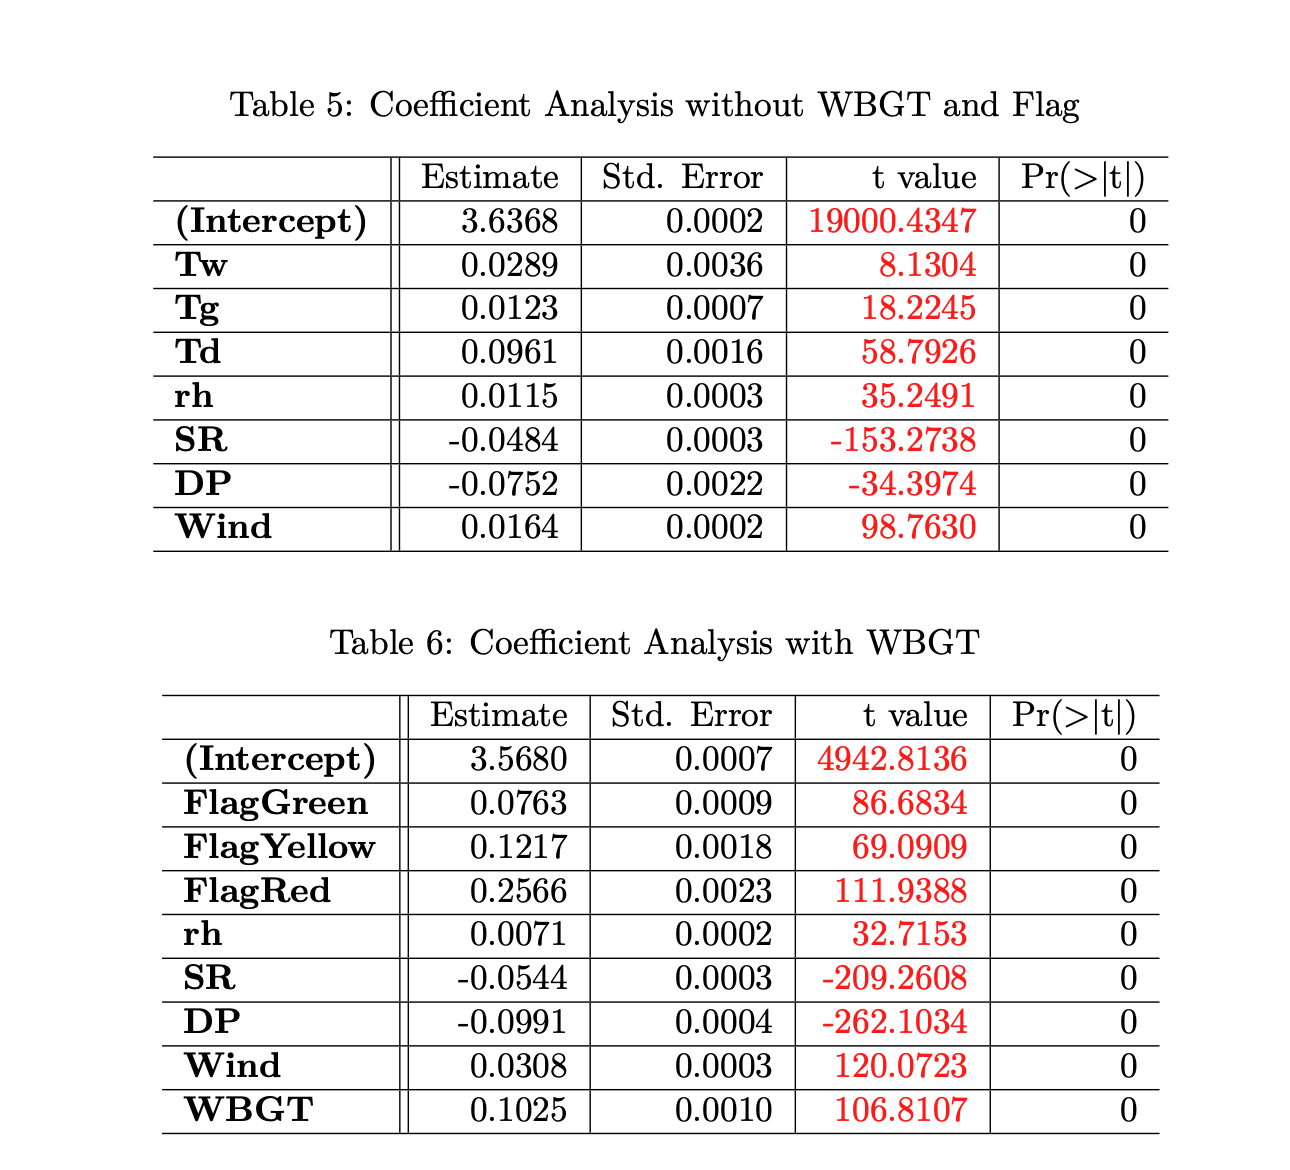 Table 5: Coefficient Analysis without WBGT and Flag
Estimate Std. Error t value Pr(>|t|)
(Intercept) 3.6368 0.0002 19000.4347 0
Tw 0.0289 0.0036 8.1304 0
Tg 0.0123 0.0007 18.2245 0
Td 0.0961 0.0016 58.7926 0
rh 0.0115 0.0003 35.2491 0
SR -0.0484 0.0003 -153.2738 0
DP -0.0752 0.0022 -34.3974 0
Wind 0.0164 0.0002 98.7630 0
Table 6: Coefficient Analysis with WBGT
Estimate Std. Error t value Pr(>|t|)
(Intercept) 3.5680 0.0007 4942.8136 0
FlagGreen 0.0763 0.0009 86.6834 0
FlagYellow 0.1217 0.0018 69.0909 0
FlagRed 0.2566 0.0023 111.9388 0
rh 0.0071 0.0002 32.7153 0
SR -0.0544 0.0003 -209.2608 0
DP -0.0991 0.0004 -262.1034 0
Wind 0.0308 0.0003 120.0723 0
WBGT 0.1025 0.0010 106.8107 0